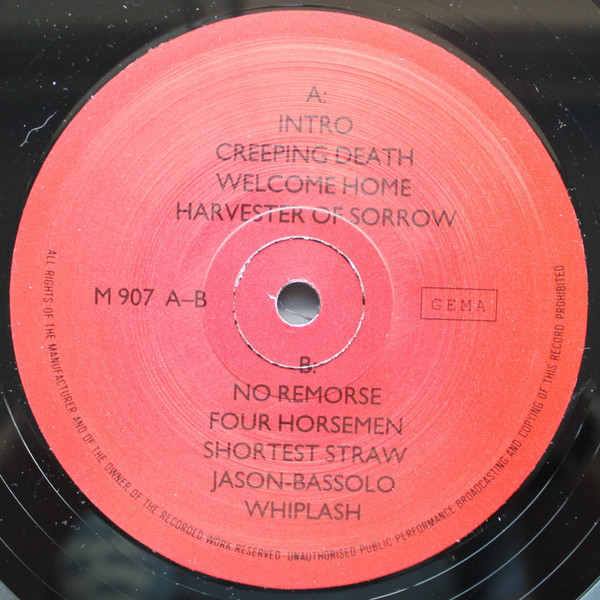 A:
INTRO
CREEPING DEATH
WELCOME HOME
HARVESTER OF SORROW
M 907 A–B
GEMA
B:
NO REMORSE
FOUR HORSEMEN
SHORTEST STRAW
JASON-BASSOLO
WHIPLASH
ALL RIGHTS OF THE MANUFACTURER AND OF THE OWNER OF THE RECORDED WORK RESERVED · UNAUTHORISED PUBLIC PERFORMANCE BROADCASTING AND COPYING OF THIS RECORD PROHIBITED